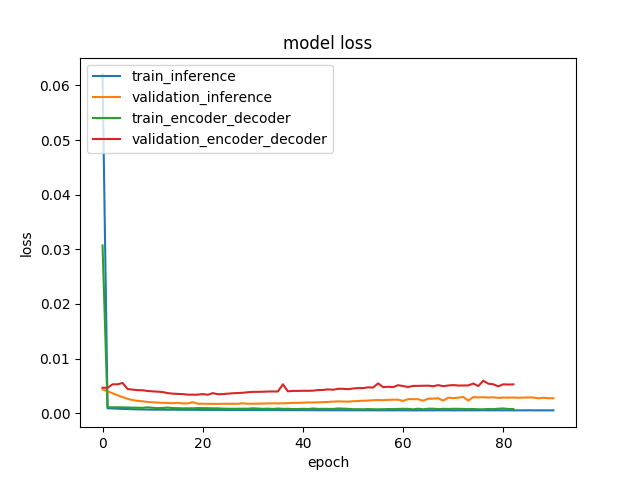 model loss
train_inference
validation_inference
train_encoder_decoder
validation_encoder_decoder
0.06
0.05
0.04
0.03
0.02
0.01
0.00
loss
0 20 40 60 80
epoch